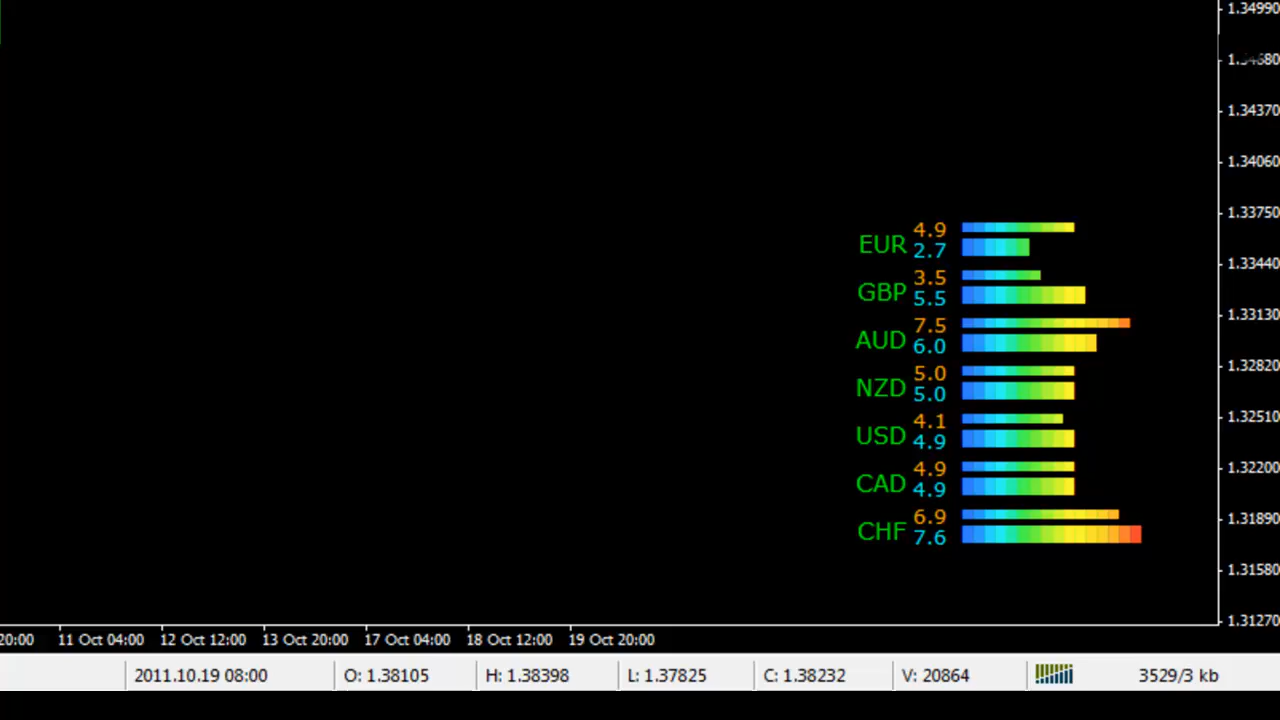 1.34990
1.34680
1.34370
1.34060
1.33750
1.33440
1.33130
1.32820
1.32510
1.32200
1.31890
1.31580
1.31270
EUR 4.9 2.7
GBP 3.5 5.5
AUD 7.5 6.0
NZD 5.0 5.0
USD 4.1 4.9
CAD 4.9 4.9
CHF 6.9 7.6
20:00 11 Oct 04:00 12 Oct 12:00 13 Oct 20:00 17 Oct 04:00 18 Oct 12:00 19 Oct 20:00
2011.10.19 08:00 O: 1.38105 H: 1.38398 L: 1.37825 C: 1.38232 V: 20864 3529/3 kb